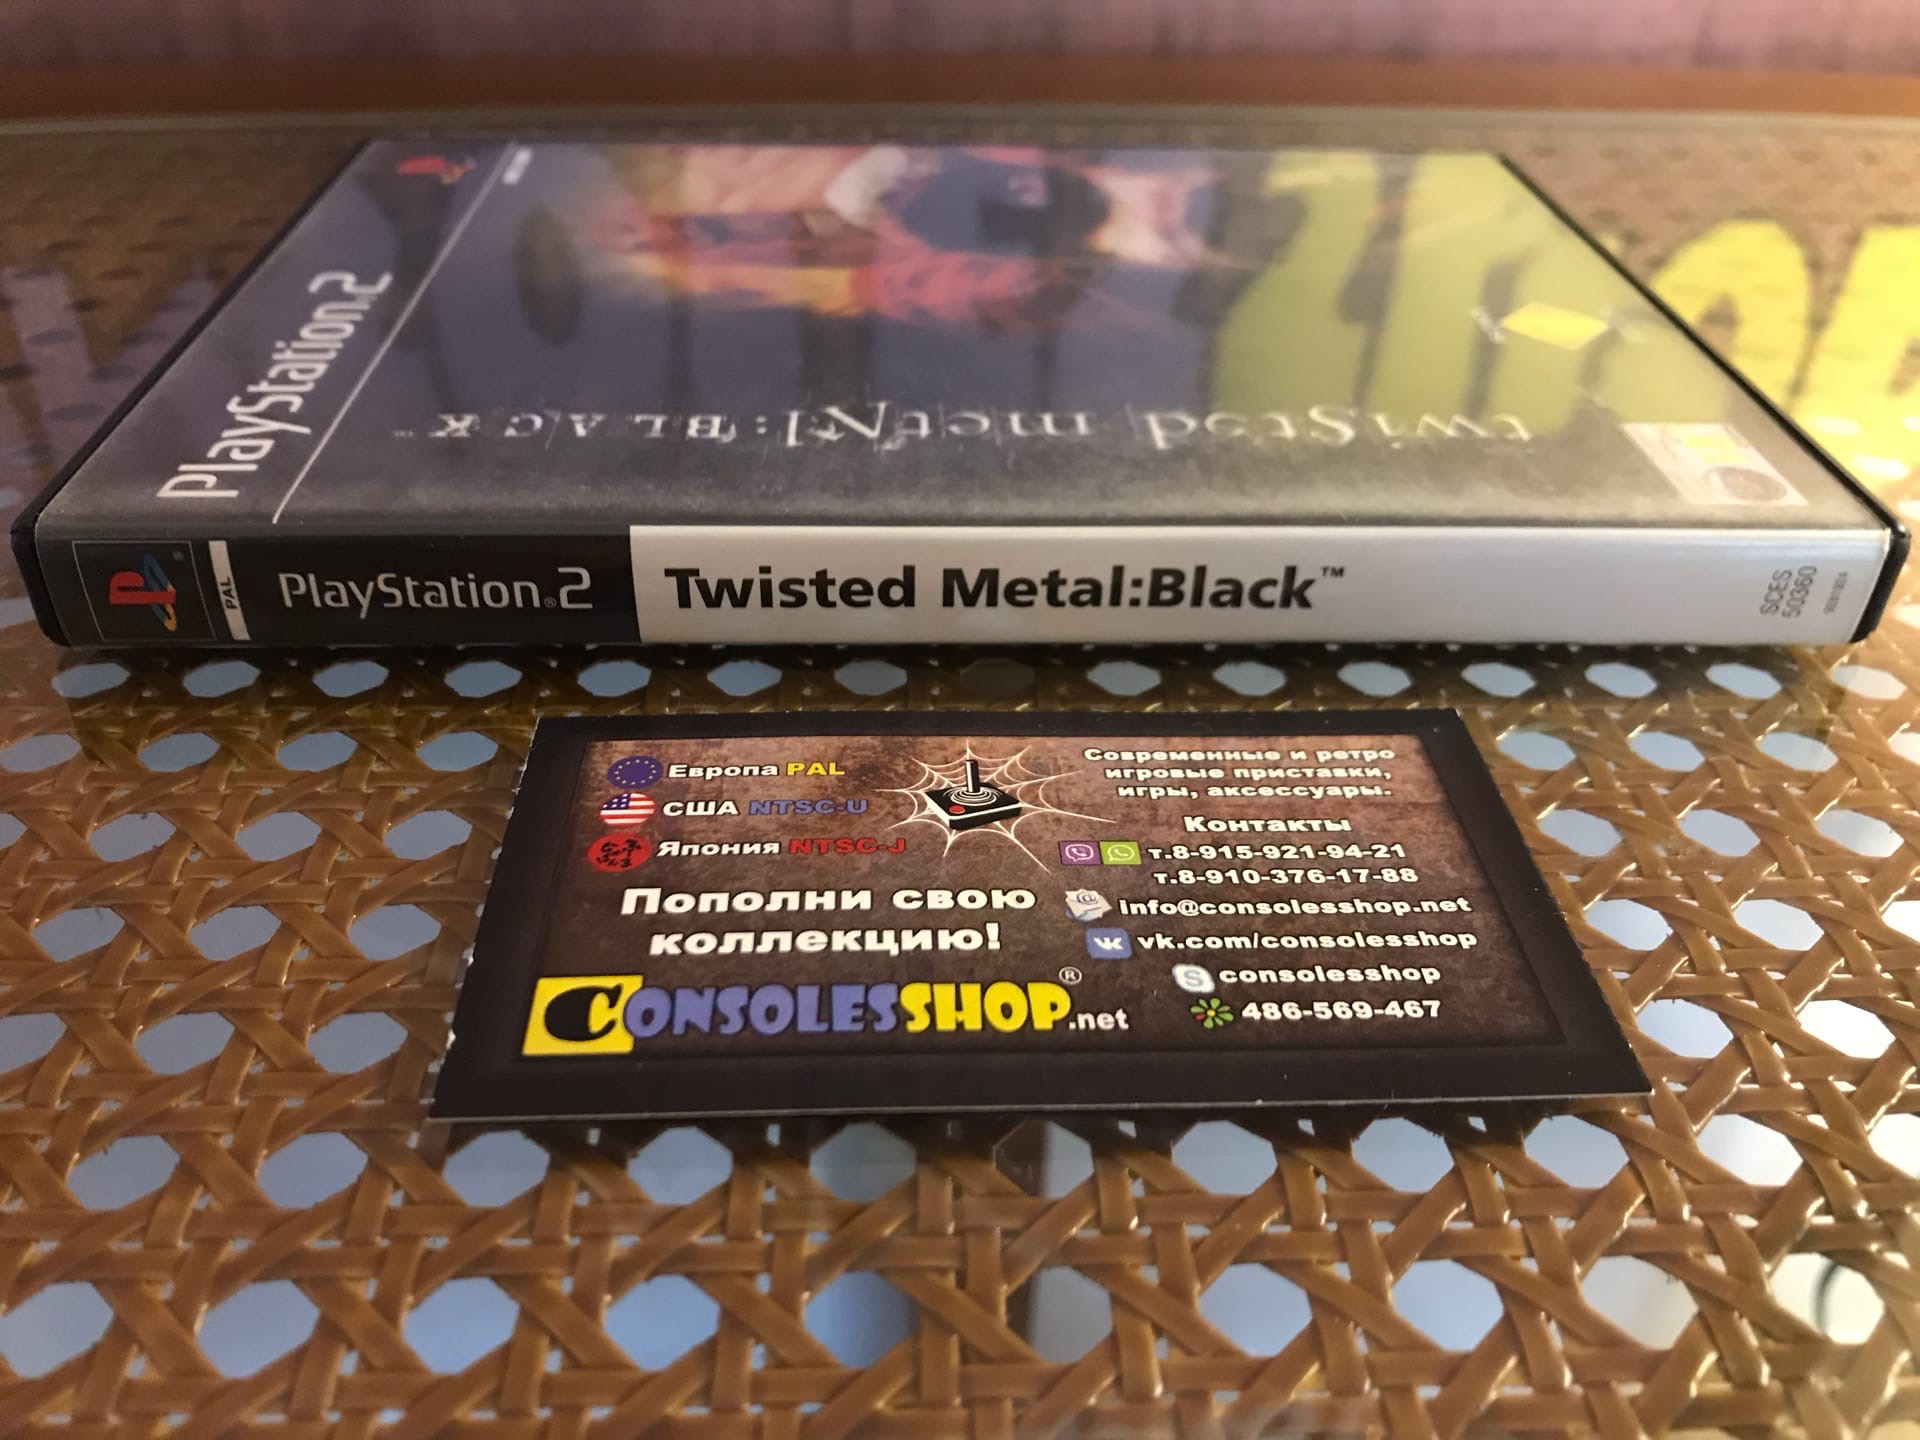 PlayStation®2
twisted metal: BLACK™
PAL
PlayStation®2
Twisted Metal:Black™
SCES
50360
Европа PAL
США NTSC-U
Япония NTSC-J
Пополни свою
коллекцию!
CONSOLESSHOP®.net
Современные и ретро
игровые приставки,
игры, аксессуары.
Контакты
т.8-915-921-94-21
т.8-910-376-17-88
info@consolesshop.net
vk.com/consolesshop
consolesshop
486-569-467